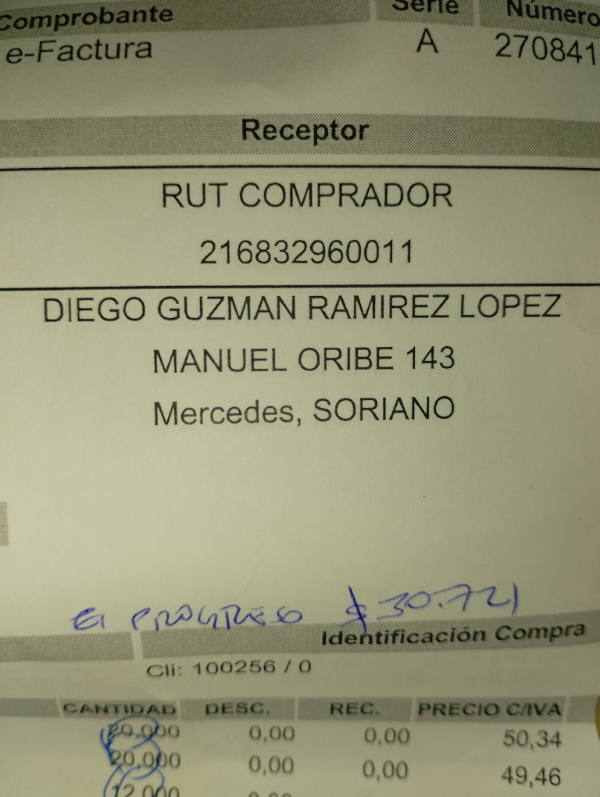 Comprobante Serie Número
e-Factura A 270841
Receptor
RUT COMPRADOR
216832960011
DIEGO GUZMAN RAMIREZ LOPEZ
MANUEL ORIBE 143
Mercedes, SORIANO
El PROGRESO $30.721
Identificación Compra
Cli: 100256 / 0
CANTIDAD DESC. REC. PRECIO C/IVA
20,000 0,00 0,00 50,34
20,000 0,00 0,00 49,46
12,000